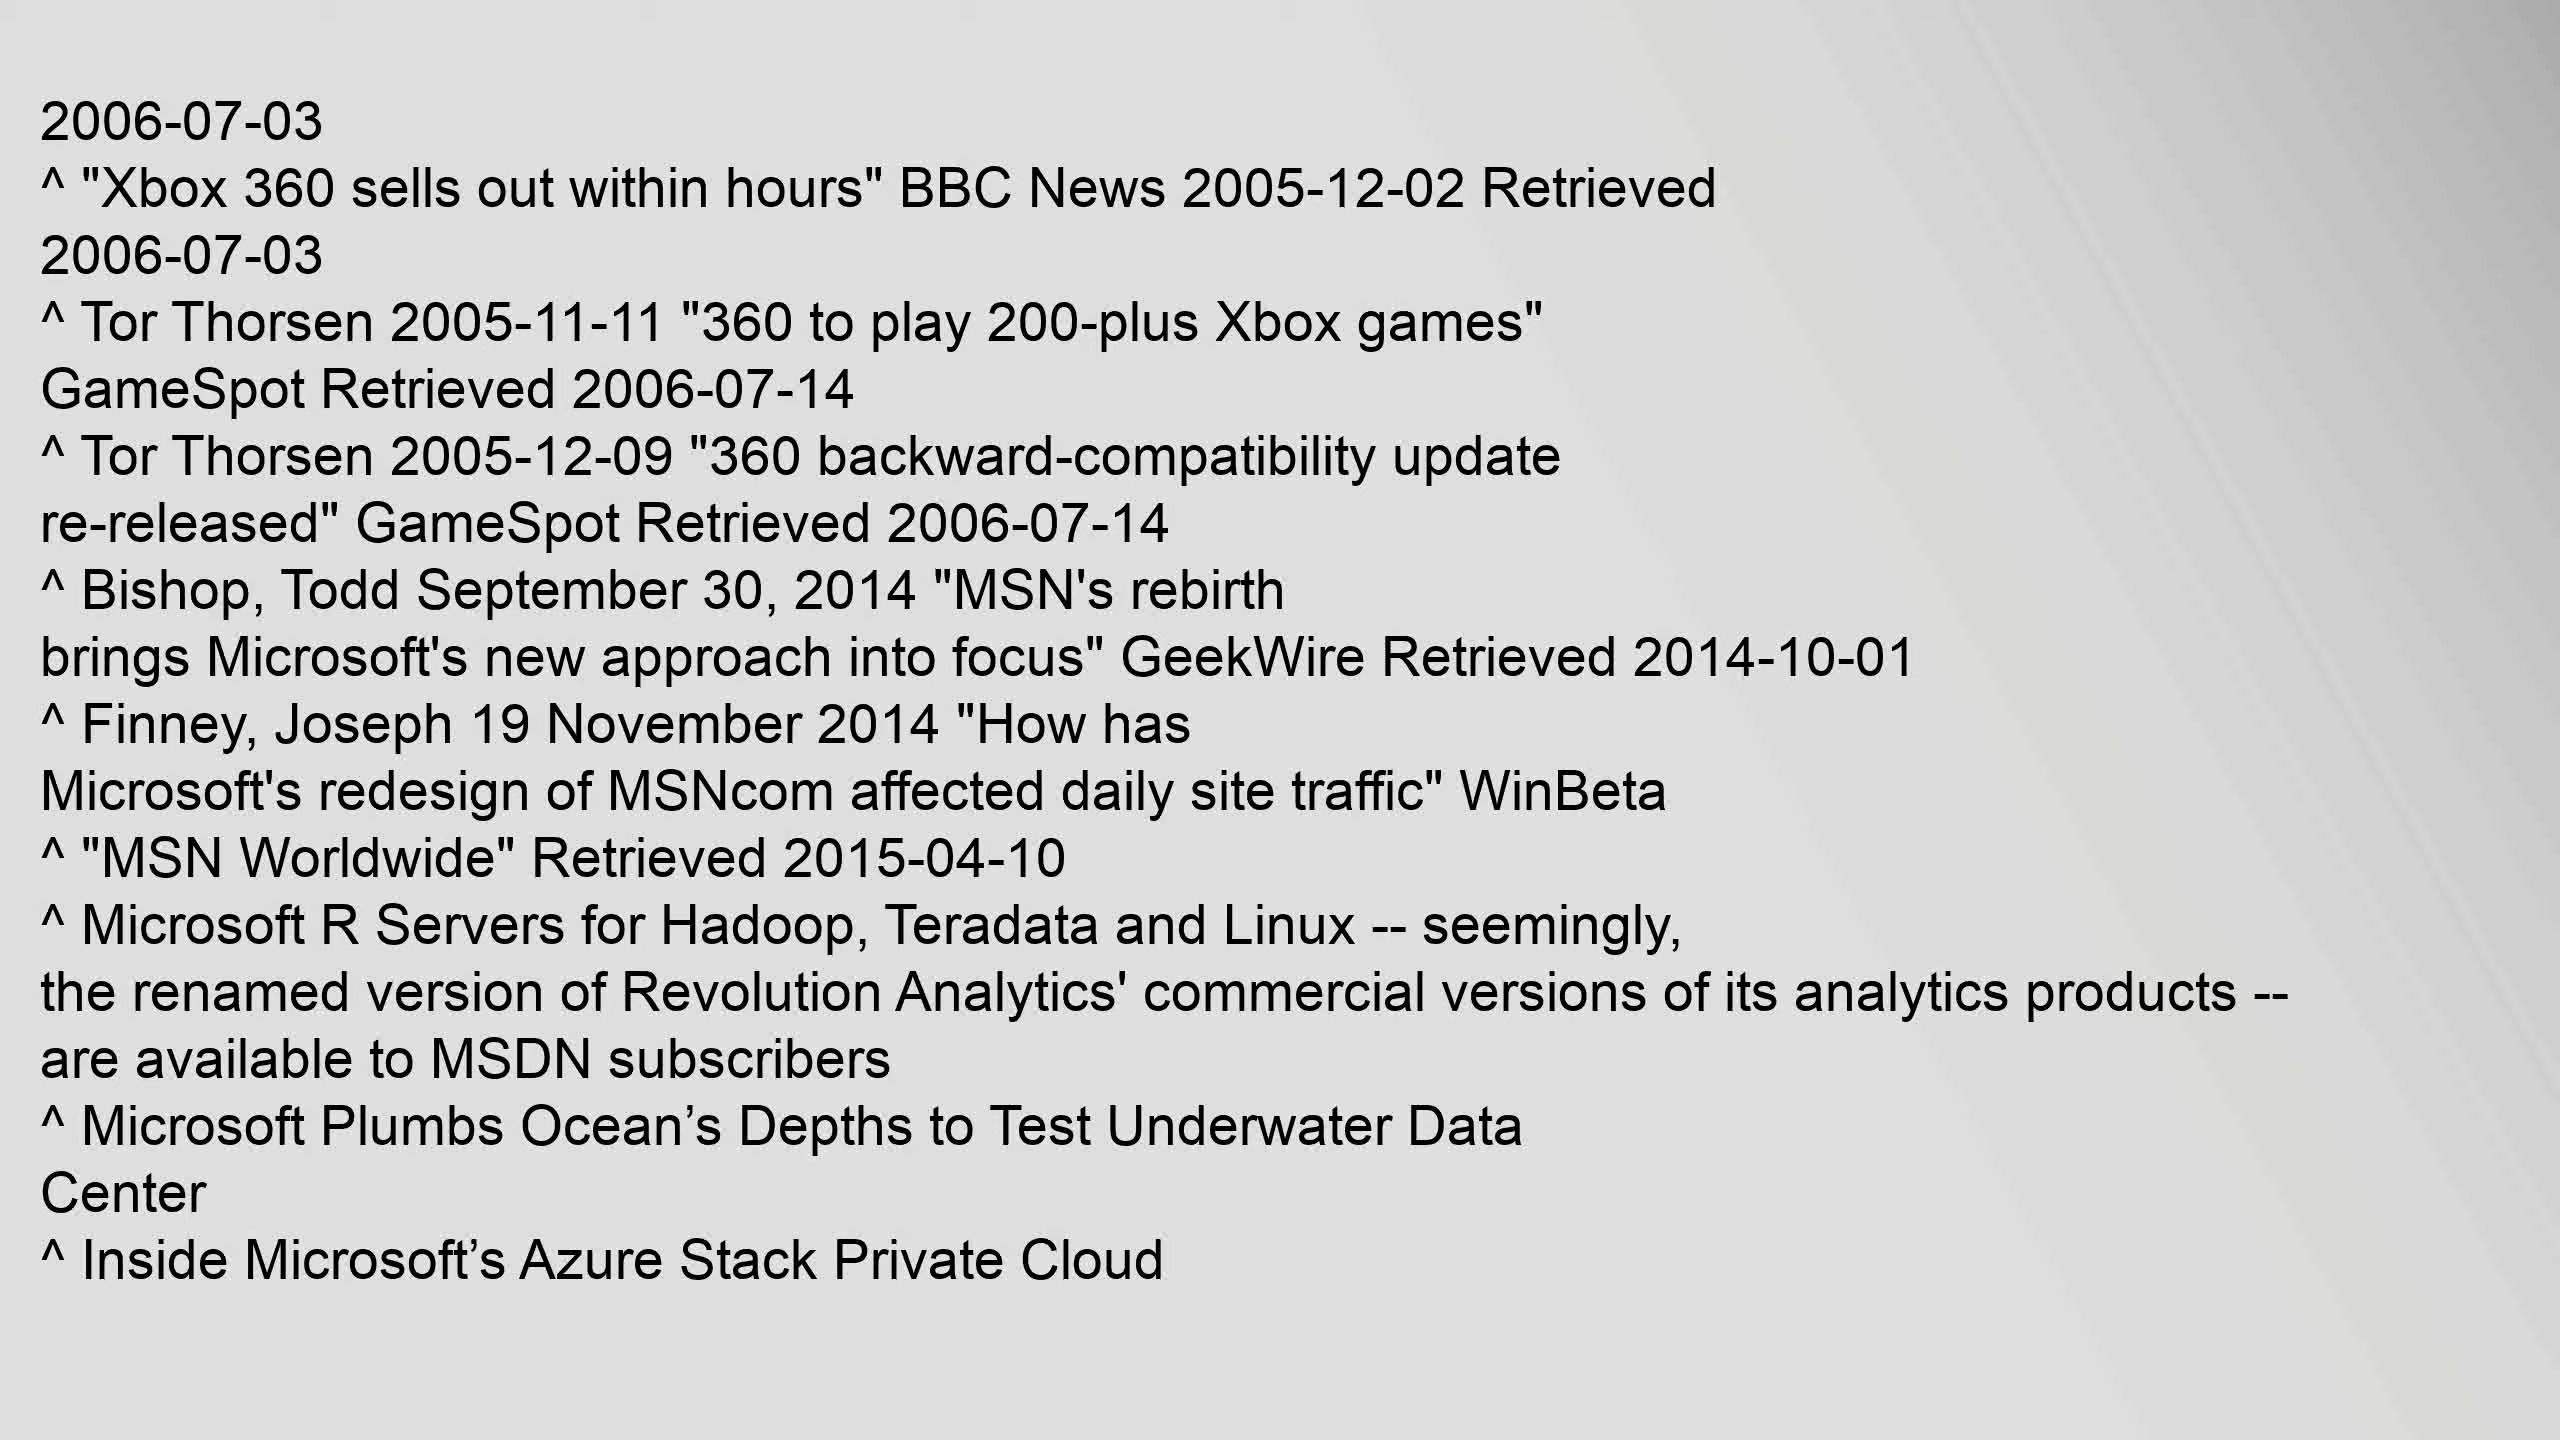 2006-07-03
^ "Xbox 360 sells out within hours" BBC News 2005-12-02 Retrieved
2006-07-03
^ Tor Thorsen 2005-11-11 "360 to play 200-plus Xbox games"
GameSpot Retrieved 2006-07-14
^ Tor Thorsen 2005-12-09 "360 backward-compatibility update
re-released" GameSpot Retrieved 2006-07-14
^ Bishop, Todd September 30, 2014 "MSN's rebirth
brings Microsoft's new approach into focus" GeekWire Retrieved 2014-10-01
^ Finney, Joseph 19 November 2014 "How has
Microsoft's redesign of MSNcom affected daily site traffic" WinBeta
^ "MSN Worldwide" Retrieved 2015-04-10
^ Microsoft R Servers for Hadoop, Teradata and Linux -- seemingly,
the renamed version of Revolution Analytics' commercial versions of its analytics products --
are available to MSDN subscribers
^ Microsoft Plumbs Ocean’s Depths to Test Underwater Data
Center
^ Inside Microsoft’s Azure Stack Private Cloud